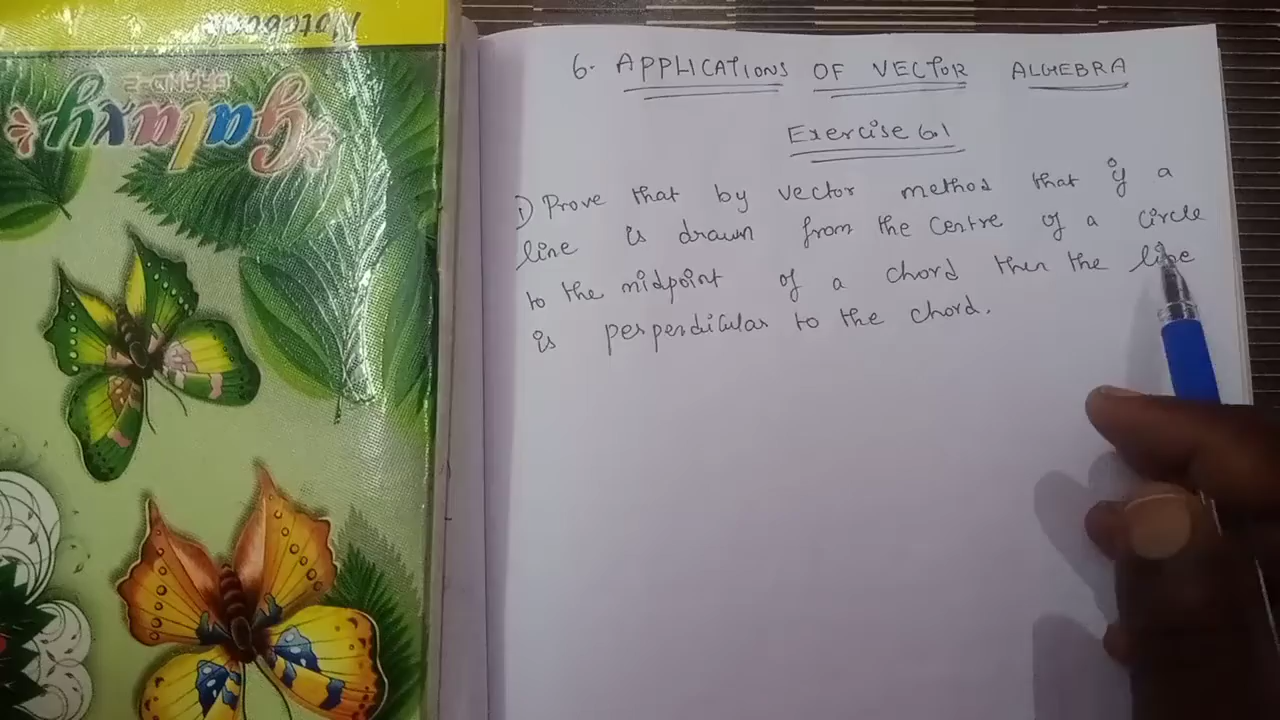 Notebook
GRAND-2
Galaxy
6. APPLICATIONS OF VECTOR ALGEBRA
Exercise 6.1
1) Prove that by vector method that if a
line is drawn from the centre of a circle
to the midpoint of a chord then the line
is perpendicular to the chord.